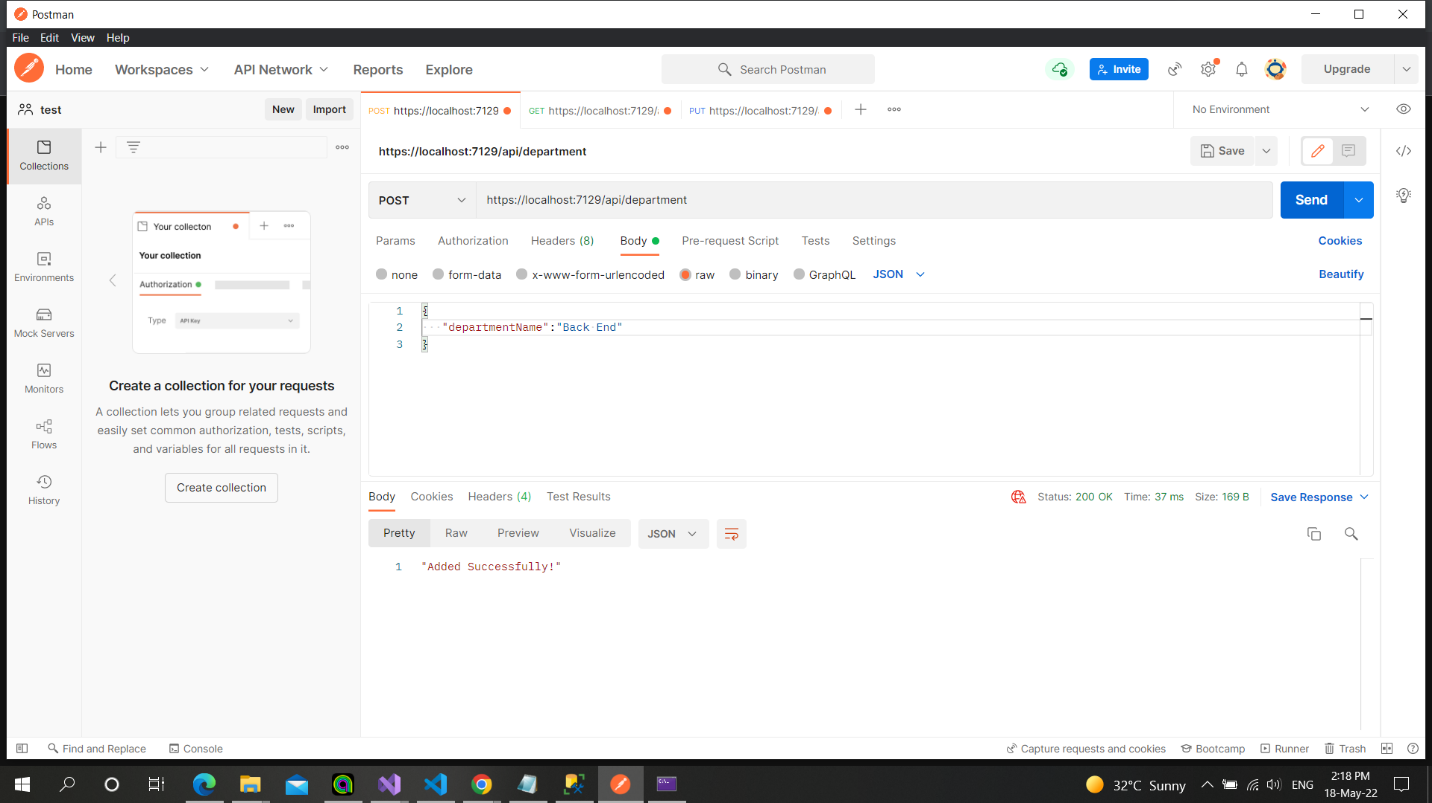 Postman
File Edit View Help
Home Workspaces API Network Reports Explore Search Postman Invite Upgrade
test New Import POST https://localhost:7129 GET https://localhost:7129/. PUT https://localhost:7129/ No Environment
Collections
APIs
Environments
Mock Servers
Monitors
Flows
History
Your collecton
Your collection
Authorization
Type API Key
Create a collection for your requests
A collection lets you group related requests and
easily set common authorization, tests, scripts,
and variables for all requests in it.
Create collection
https://localhost:7129/api/department Save
POST https://localhost:7129/api/department Send
Params Authorization Headers (8) Body Pre-request Script Tests Settings Cookies
none form-data x-www-form-urlencoded raw binary GraphQL JSON Beautify
1 {
2 "departmentName":"Back End"
3 }
Body Cookies Headers (4) Test Results Status: 200 OK Time: 37 ms Size: 169 B Save Response
Pretty Raw Preview Visualize JSON
1 "Added Successfully!"
Find and Replace Console Capture requests and cookies Bootcamp Runner Trash
32°C Sunny ENG 2:18 PM
18-May-22